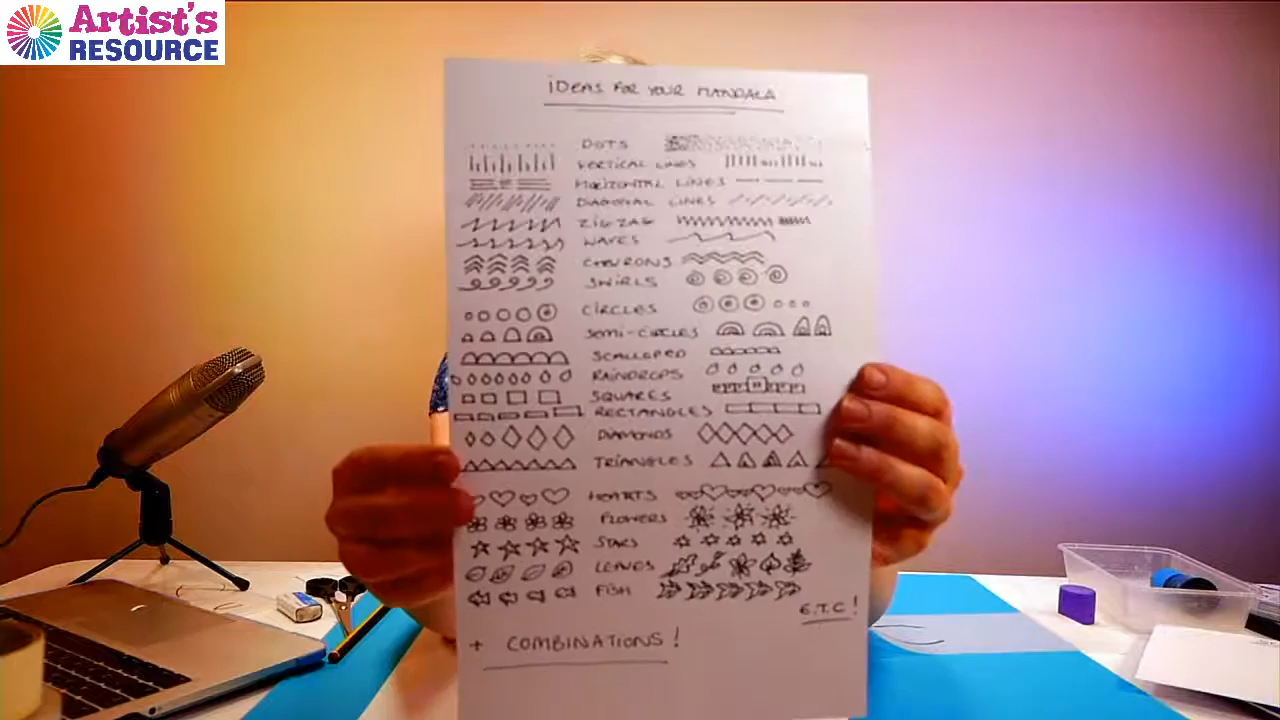 Artist's
RESOURCE
iDEAS FOR YOUR MANDALA
DOTS
VERTICAL LINES
HORIZONTAL LINES
DIAGONAL LINES
ZIGZAG
WAVES
CHEVRONS
SWIRLS
CIRCLES
SEMI-CIRCLES
SCALLOPED
RAINDROPS
SQUARES
RECTANGLES
DIAMONDS
TRIANGLES
HEARTS
FLOWERS
STARS
LEAVES
FISH
E.T.C!
+ COMBINATIONS!